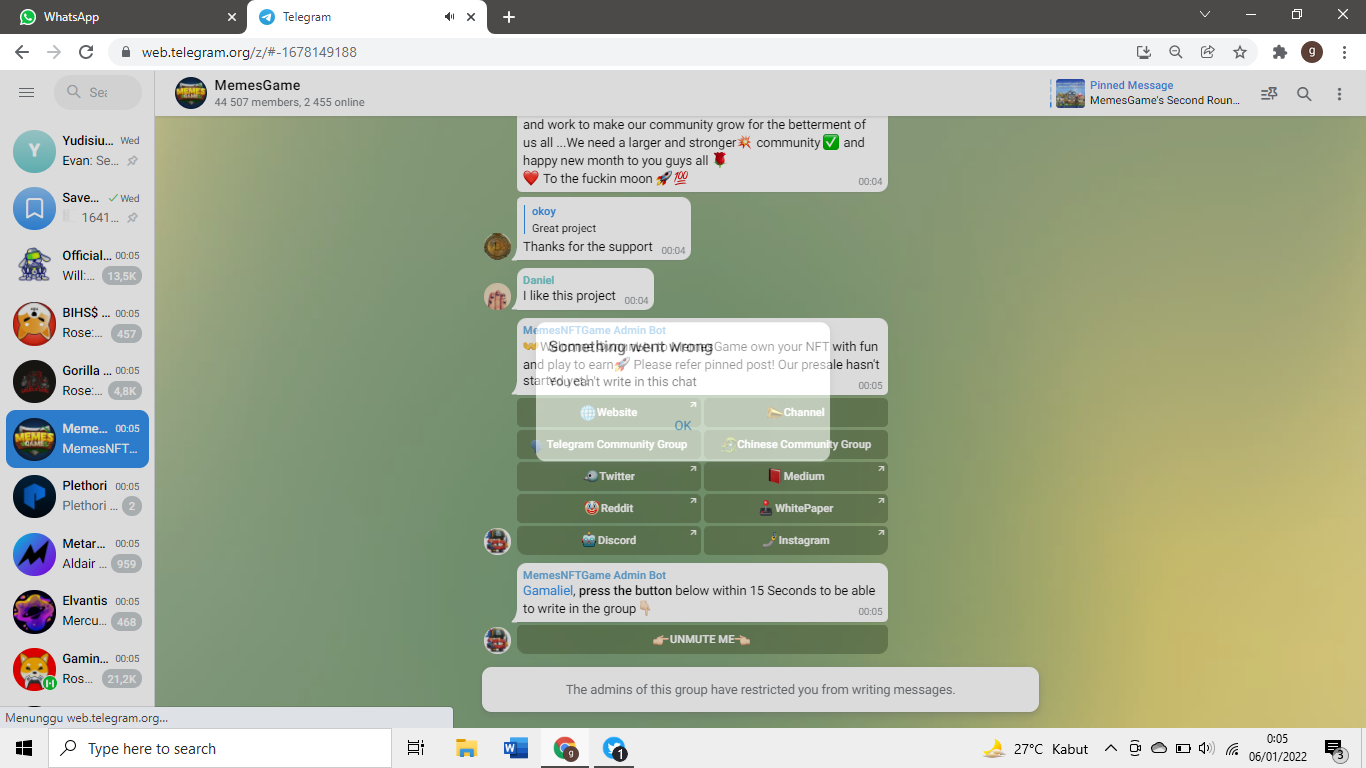 WhatsApp
Telegram
web.telegram.org/z/#-1678149188
g
Sea
MemesGame
44 507 members, 2 455 online
Pinned Message
MemesGame's Second Roun...
Y
Yudisiu... Wed
Evan: Se...
Save... Wed
1641...
Official... 00:05
Will:... 13,5K
BIHS$ ... 00:05
Rose:... 457
Gorilla ... 00:05
Rose:... 4,8K
Meme... 00:05
MemesNFT...
Plethori 00:05
Plethori ... 2
Metar... 00:05
Aldair ... 959
Elvantis 00:05
Mercu... 468
Gamin... 00:05
Ros... 21,2K
and work to make our community grow for the betterment of
us all ...We need a larger and stronger💥 community✅ and
happy new month to you guys all 🌹
❤️ To the fuckin moon 🚀💯 00:04
okoy
Great project
Thanks for the support 00:04
Daniel
I like this project 00:04
MemesNFTGame Admin Bot
MemesGame own your NFT with fun
and play to earn🚀 Please refer pinned post! Our presale hasn't
started yet! 00:05
Something went wrong
You can't write in this chat
OK
🌐Website
Channel
Telegram Community Group
🐉Chinese Community Group
🐦Twitter
📕Medium
🤡Reddit
🕹WhitePaper
🤖Discord
🤳Instagram
MemesNFTGame Admin Bot
Gamaliel, press the button below within 15 Seconds to be able
to write in the group👇🏻 00:05
👉🏼UNMUTE ME👈🏼
The admins of this group have restricted you from writing messages.
Menunggu web.telegram.org...
Type here to search
g
1
27°C Kabut
0:05
06/01/2022
3